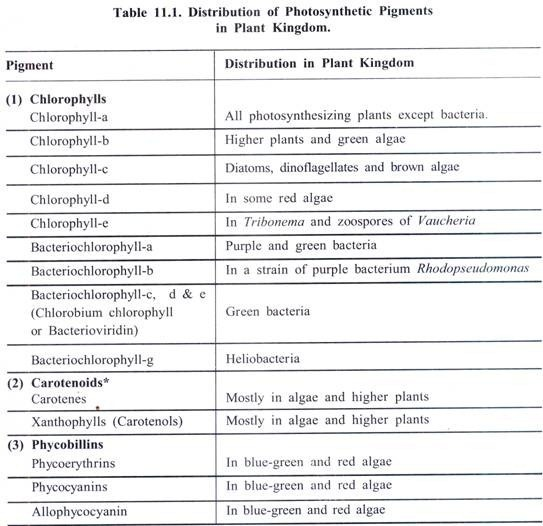 Table 11.1. Distribution of Photosynthetic Pigments
in Plant Kingdom.
Pigment Distribution in Plant Kingdom
(1) Chlorophylls
Chlorophyll-a All photosynthesizing plants except bacteria.
Chlorophyll-b Higher plants and green algae
Chlorophyll-c Diatoms, dinoflagellates and brown algae
Chlorophyll-d In some red algae
Chlorophyll-e In Tribonema and zoospores of Vaucheria
Bacteriochlorophyll-a Purple and green bacteria
Bacteriochlorophyll-b In a strain of purple bacterium Rhodopseudomonas
Bacteriochlorophyll-c, d & e
(Chlorobium chlorophyll Green bacteria
or Bacterioviridin)
Bacteriochlorophyll-g Heliobacteria
(2) Carotenoids*
Carotenes Mostly in algae and higher plants
Xanthophylls (Carotenols) Mostly in algae and higher plants
(3) Phycobillins
Phycoerythrins In blue-green and red algae
Phycocyanins In blue-green and red algae
Allophycocyanin In blue-green and red algae